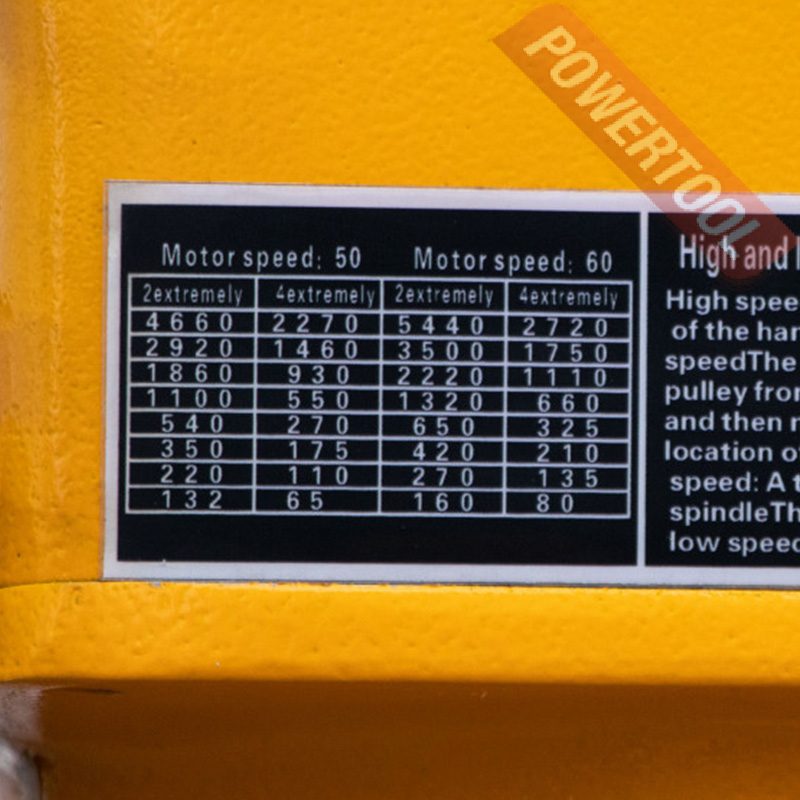 POWERTOOL
Motor speed: 50 Motor speed: 60
2extremely 4extremely 2extremely 4extremely
4660 2270 5440 2720
2920 1460 3500 1750
1860 930 2220 1110
1100 550 1320 660
540 270 650 325
350 175 420 210
220 110 270 135
132 65 160 80
High and
High spee
of the har
speedThe
pulley fror
and then
location o
speed: A t
spindleTh
low speed